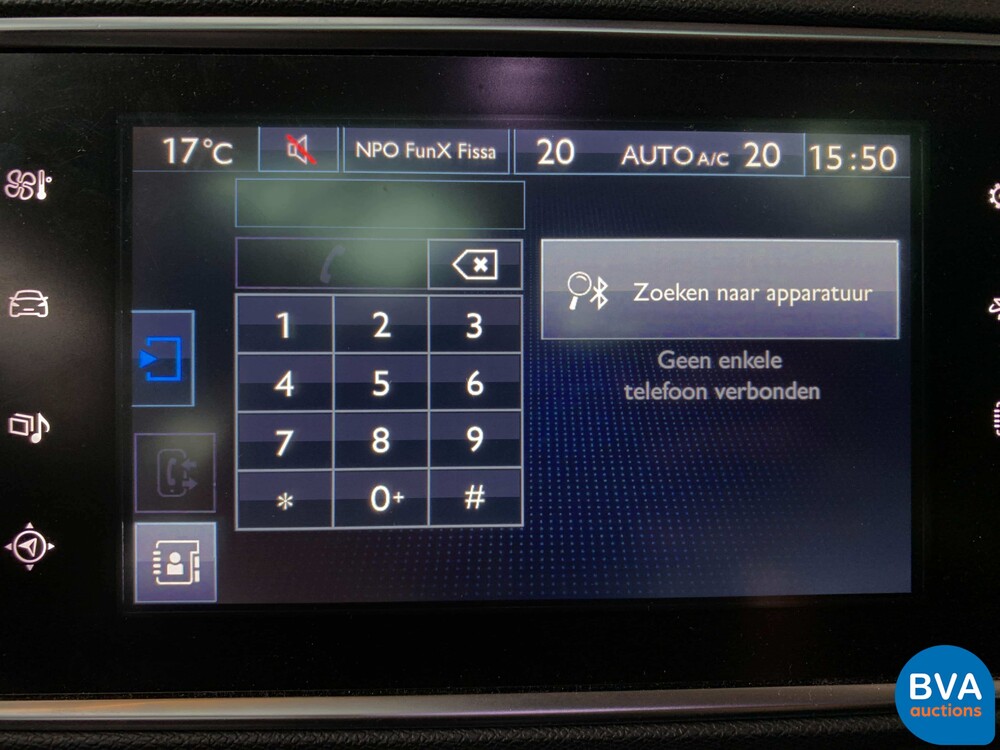 17°C NPO FunX Fissa 20 AUTO A/C 20 15:50
Zoeken naar apparatuur
Geen enkele
telefoon verbonden
1 2 3
4 5 6
7 8 9
* 0+ #
BVA
auctions